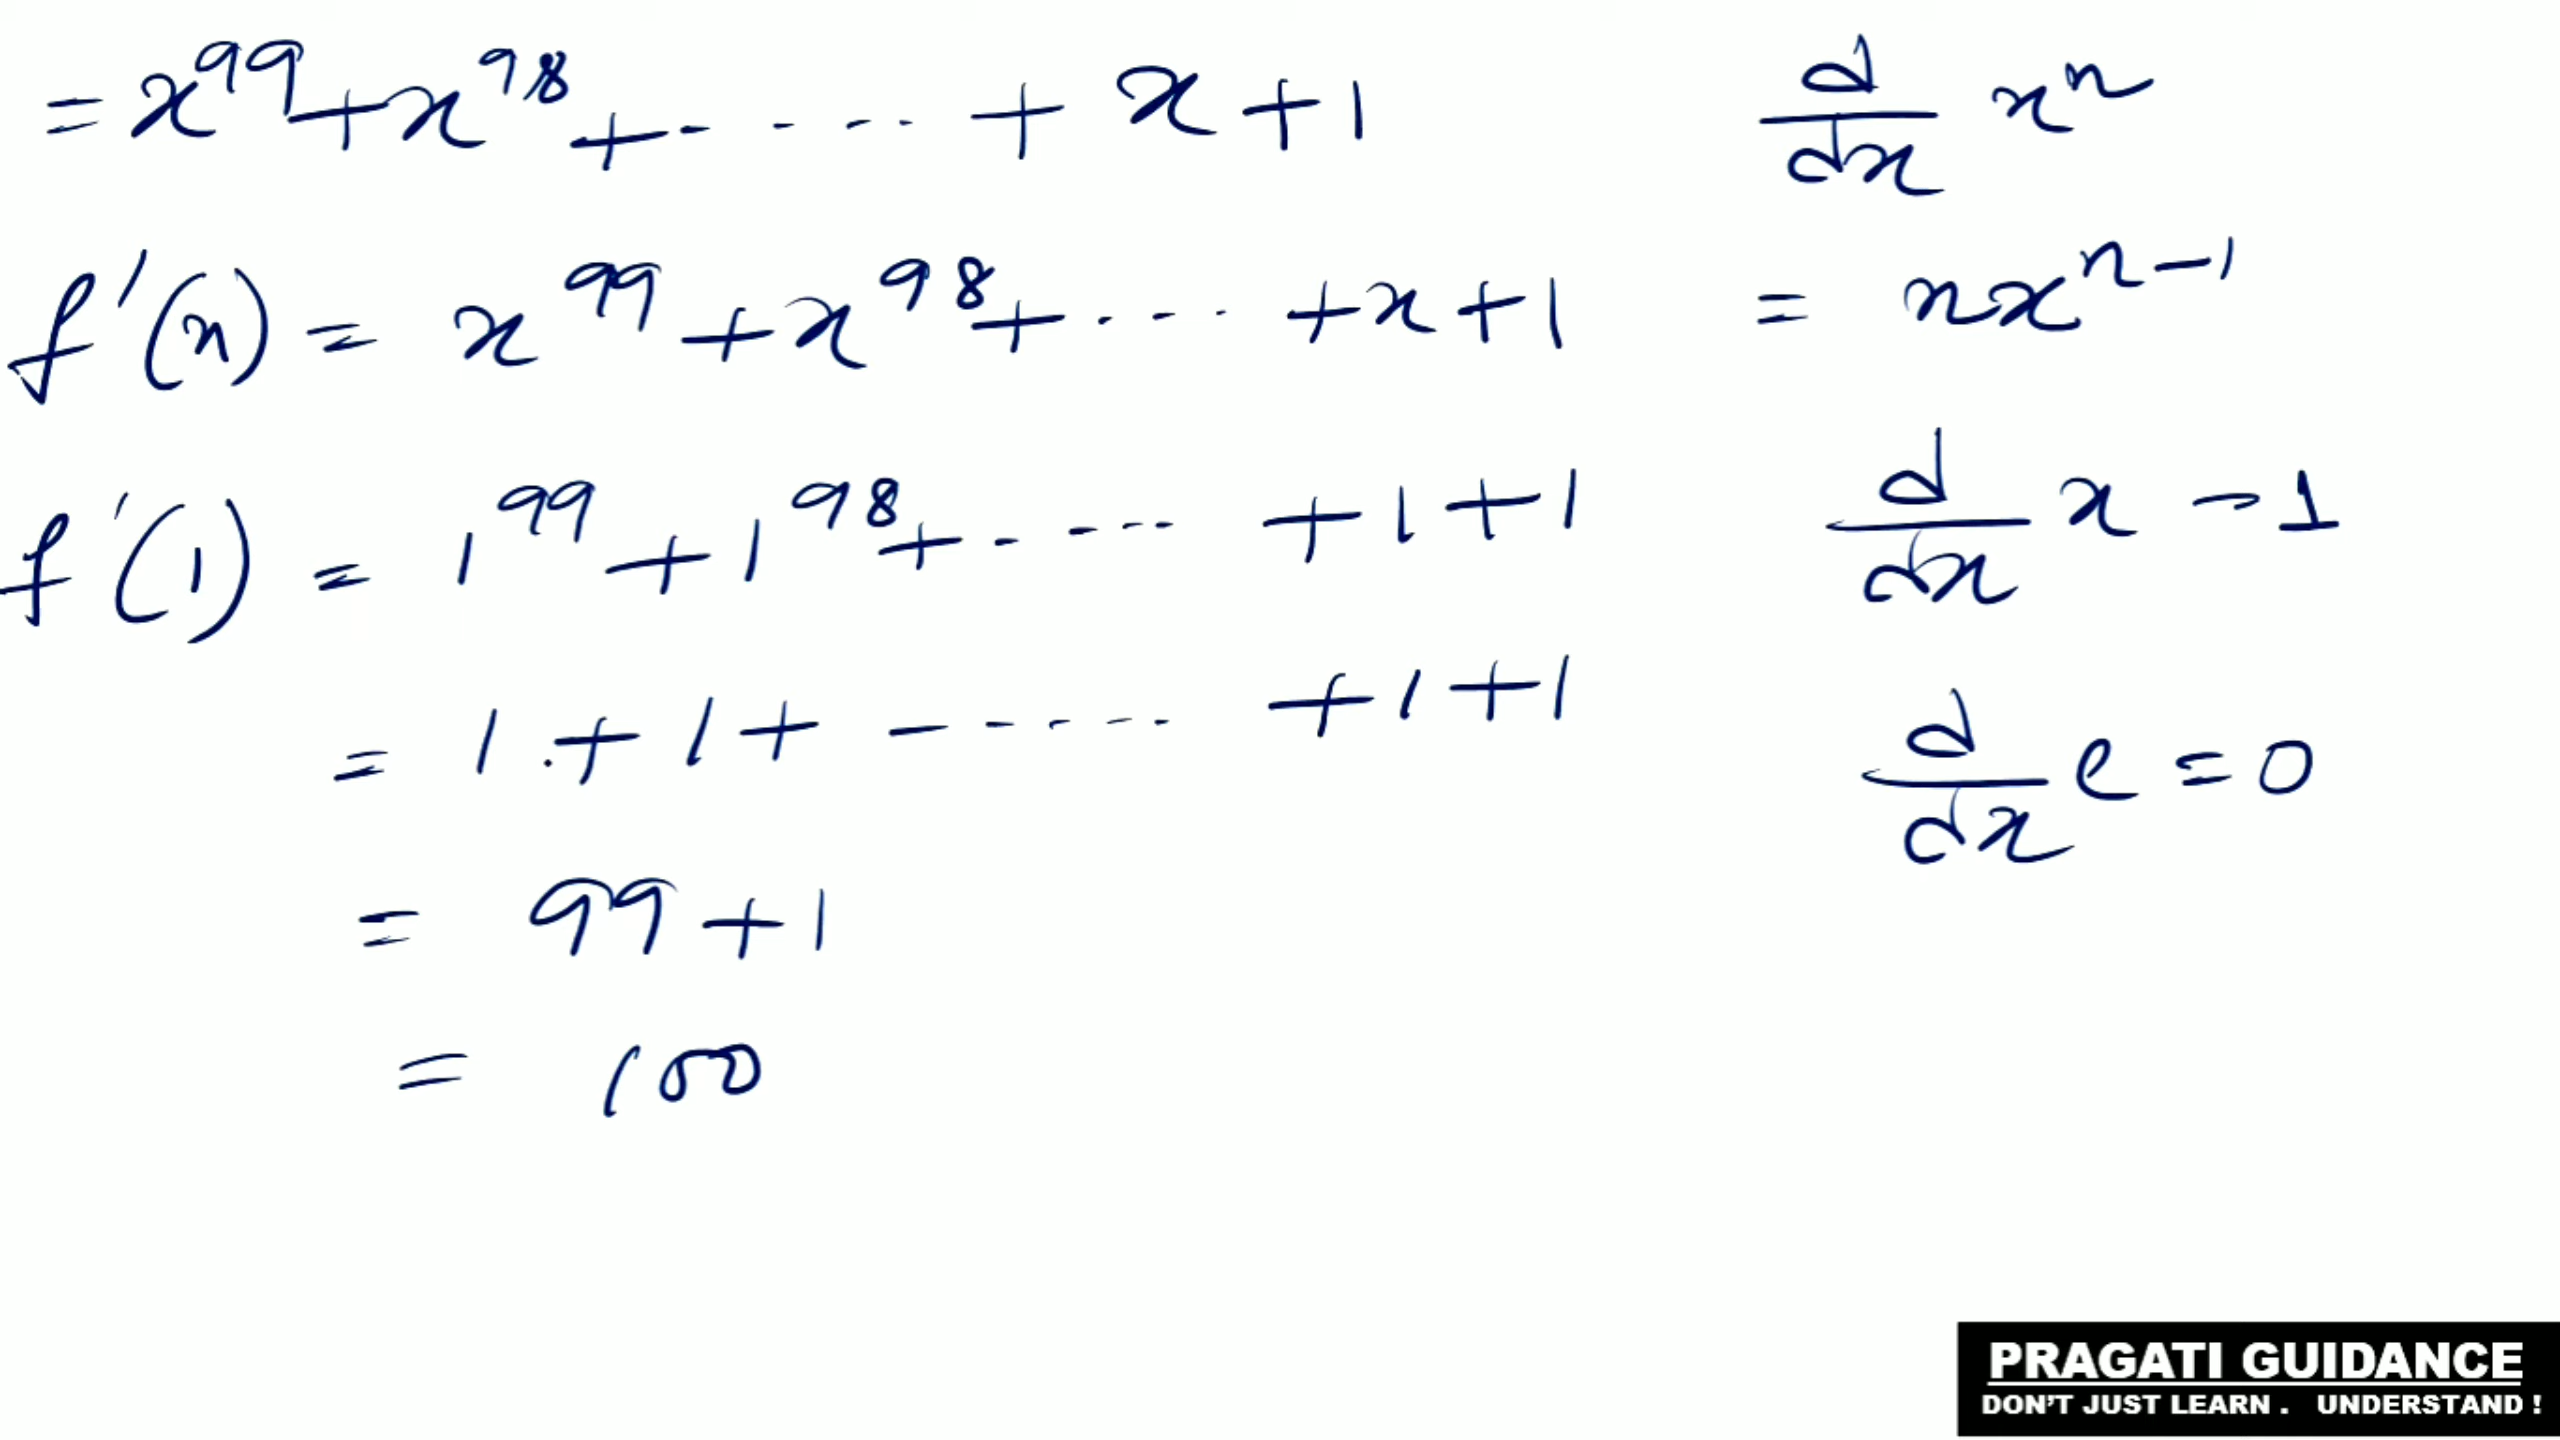 = x^99 + x^98 + ..... + x + 1
f'(x) = x^99 + x^98 + .... + x + 1
f'(1) = 1^99 + 1^98 + ..... + 1 + 1
= 1 + 1 + ...... + 1 + 1
= 99 + 1
= 100
d/dx x^n
= nx^n-1
d/dx x - 1
d/dx c = 0
PRAGATI GUIDANCE
DON'T JUST LEARN . UNDERSTAND !